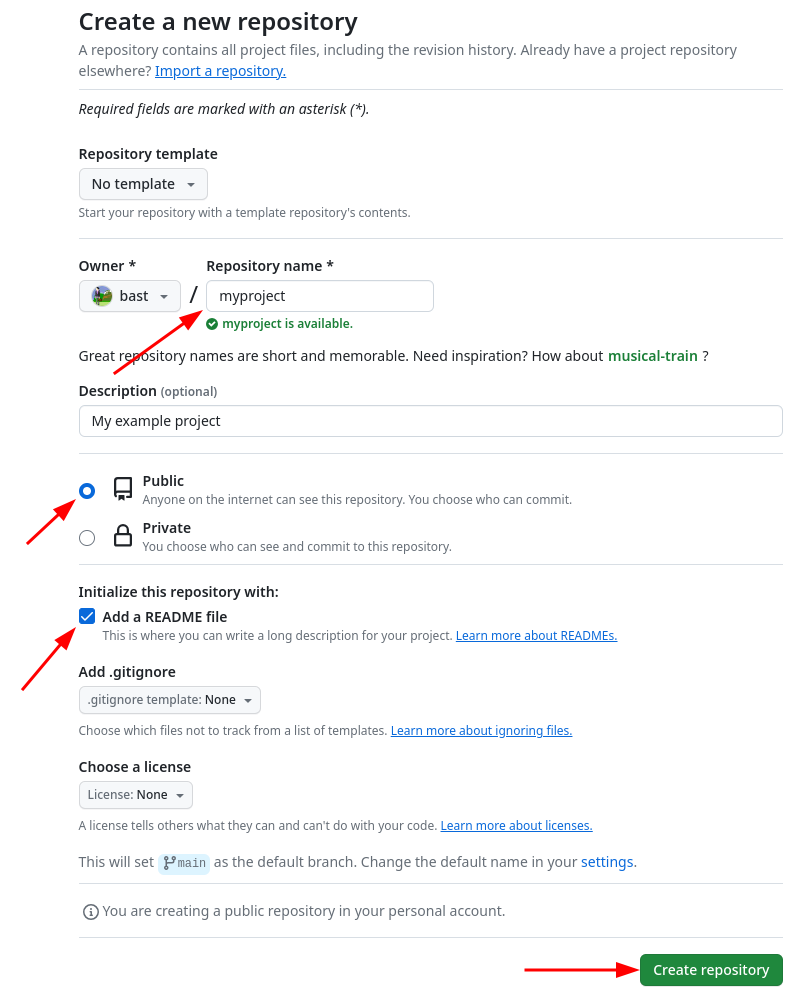 Create a new repository
A repository contains all project files, including the revision history. Already have a project repository
elsewhere? Import a repository.
Required fields are marked with an asterisk (*).
Repository template
No template
Start your repository with a template repository's contents.
Owner *
Repository name *
bast
/
myproject
myproject is available.
Great repository names are short and memorable. Need inspiration? How about musical-train ?
Description (optional)
My example project
Public
Anyone on the internet can see this repository. You choose who can commit.
Private
You choose who can see and commit to this repository.
Initialize this repository with:
Add a README file
This is where you can write a long description for your project. Learn more about READMEs.
Add .gitignore
.gitignore template: None
Choose which files not to track from a list of templates. Learn more about ignoring files.
Choose a license
License: None
A license tells others what they can and can't do with your code. Learn more about licenses.
This will set main as the default branch. Change the default name in your settings.
You are creating a public repository in your personal account.
Create repository